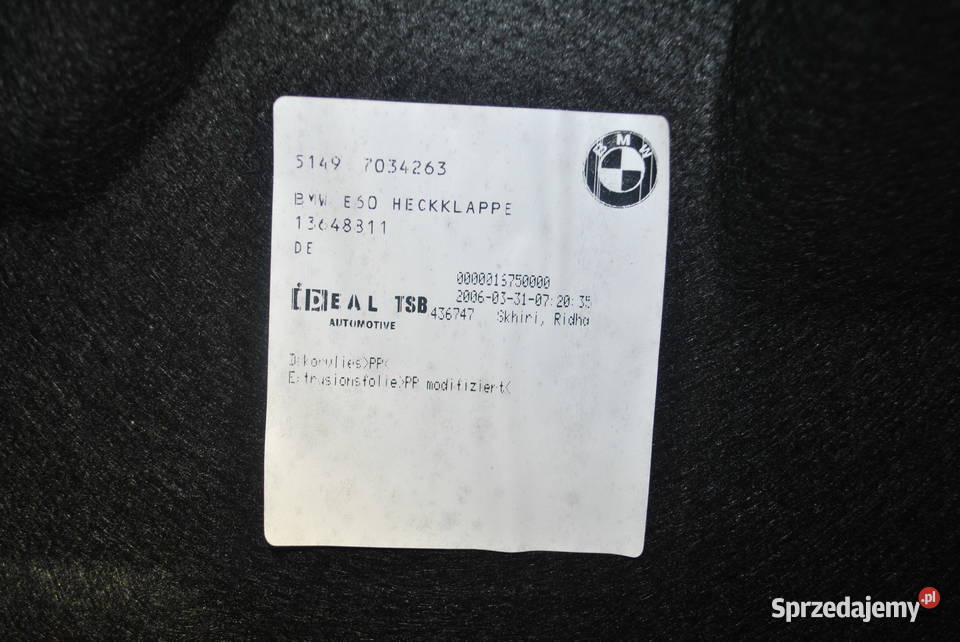 BMW
5149 7034263
BMW E60 HECKKLAPPE
13648811
DE
0000016750000
IDEAL TSB 2006-03-31-07:20:35
AUTOMOTIVE 436747 Skhiri, Ridha
Dekorvlies>PP<
Extrusionsfolie>PP modifiziert<
Sprzedajemy.pl